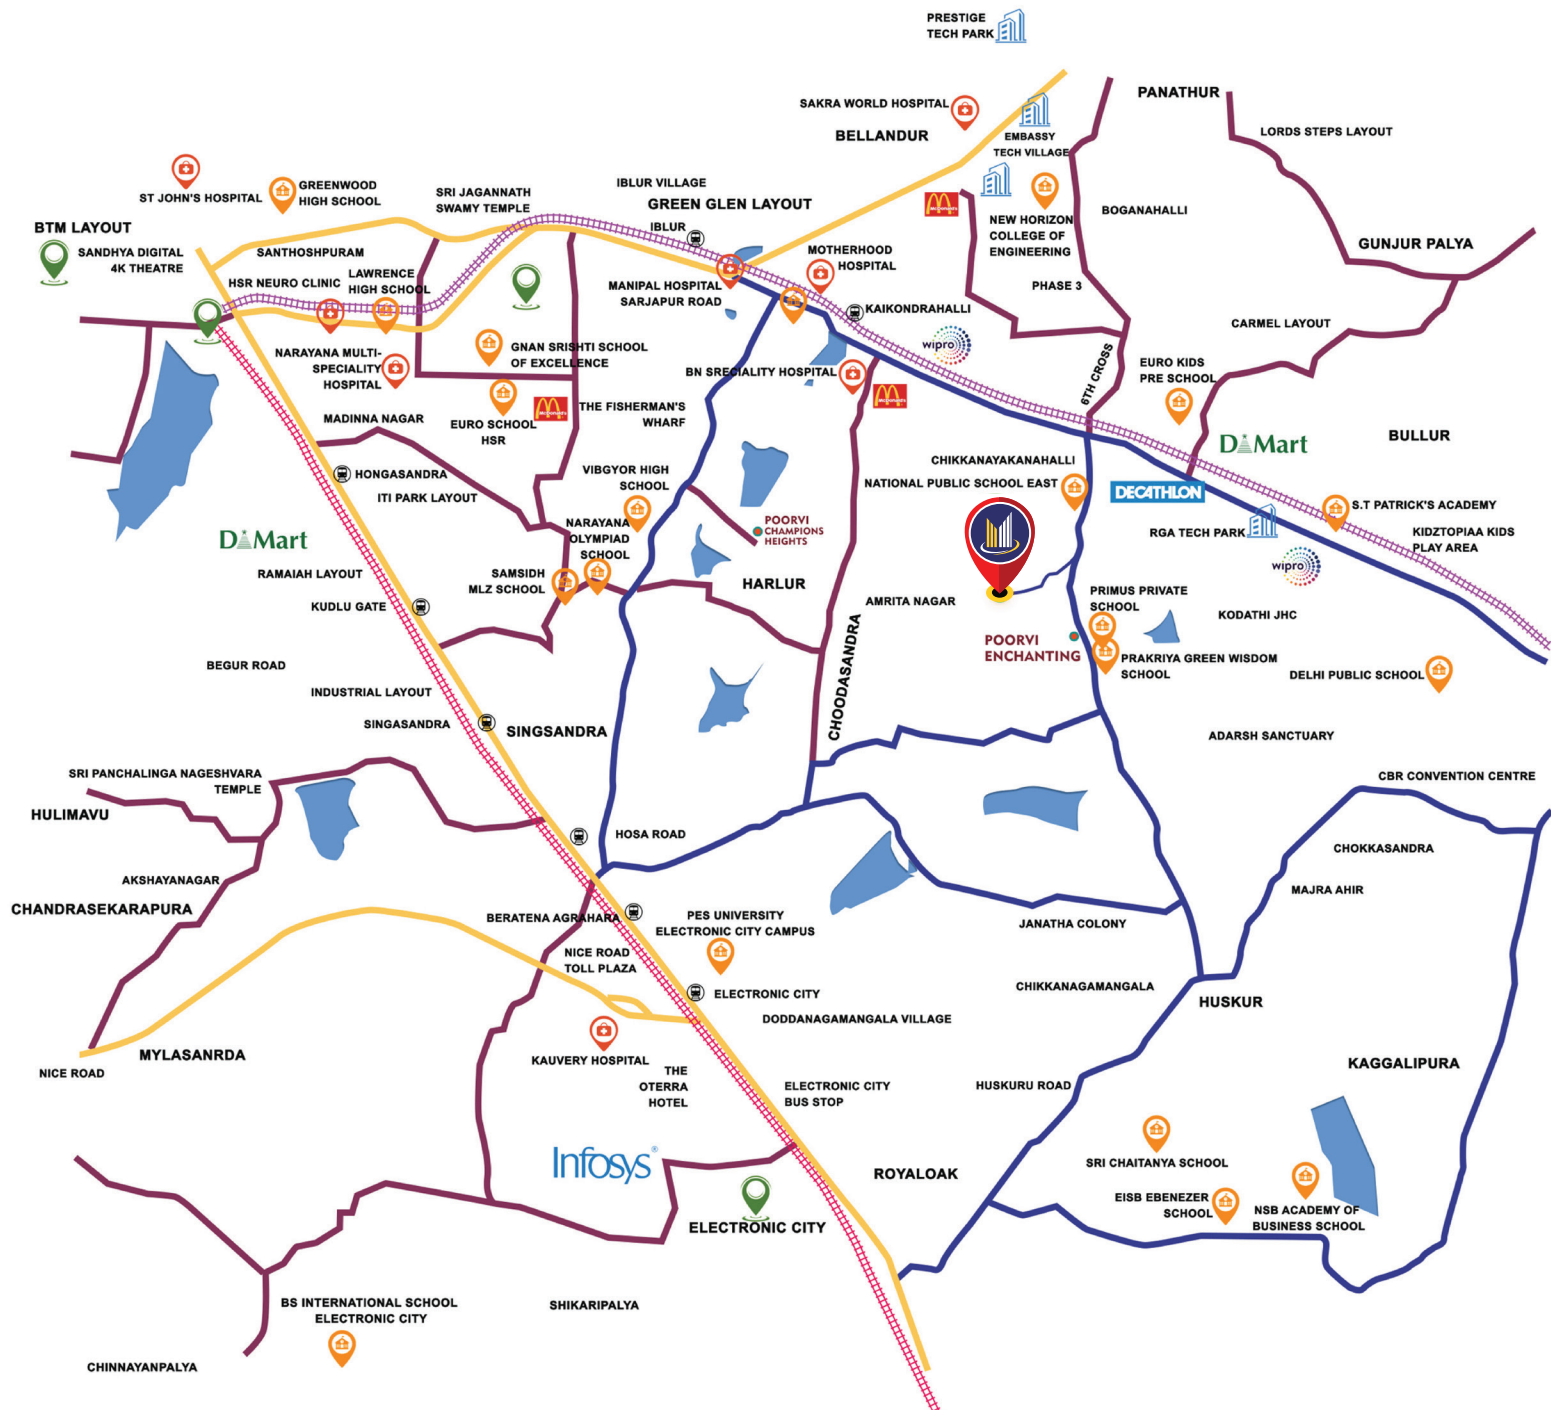 PRESTIGE
TECH PARK
PANATHUR
SAKRA WORLD HOSPITAL
BELLANDUR
EMBASSY
TECH VILLAGE
LORDS STEPS LAYOUT
ST JOHN'S HOSPITAL
GREENWOOD
HIGH SCHOOL
SRI JAGANNATH
SWAMY TEMPLE
IBLUR VILLAGE
GREEN GLEN LAYOUT
IBLUR
McDonald's
NEW HORIZON
COLLEGE OF
ENGINEERING
BOGANAHALLI
GUNJUR PALYA
BTM LAYOUT
SANDHYA DIGITAL
4K THEATRE
SANTHOSHPURAM
HSR NEURO CLINIC
LAWRENCE
HIGH SCHOOL
MOTHERHOOD
HOSPITAL
MANIPAL HOSPITAL
SARJAPUR ROAD
PHASE 3
KAIKONDRAHALLI
CARMEL LAYOUT
wipro
GNAN SRISHTI SCHOOL
OF EXCELLENCE
NARAYANA MULTI-
SPECIALITY
HOSPITAL
BN SRECIALITY HOSPITAL
McDonald's
6TH CROSS
EURO KIDS
PRE SCHOOL
MADINNA NAGAR
EURO SCHOOL
HSR
McDonald's
THE FISHERMAN'S
WHARF
DMart
BULLUR
HONGASANDRA
ITI PARK LAYOUT
VIBGYOR HIGH
SCHOOL
CHIKKANAYAKANAHALLI
NATIONAL PUBLIC SCHOOL EAST
DECATHLON
S.T PATRICK'S ACADEMY
DMart
NARAYANA
OLYMPIAD
SCHOOL
POORVI
CHAMPIONS
HEIGHTS
RGA TECH PARK
KIDZTOPIAA KIDS
PLAY AREA
wipro
RAMAIAH LAYOUT
SAMSIDH
MLZ SCHOOL
HARLUR
KUDLU GATE
AMRITA NAGAR
PRIMUS PRIVATE
SCHOOL
KODATHI JHC
CHOODASANDRA
POORVI
ENCHANTING
PRAKRIYA GREEN WISDOM
SCHOOL
DELHI PUBLIC SCHOOL
BEGUR ROAD
INDUSTRIAL LAYOUT
SINGASANDRA
SINGSANDRA
ADARSH SANCTUARY
SRI PANCHALINGA NAGESHVARA
TEMPLE
CBR CONVENTION CENTRE
HULIMAVU
HOSA ROAD
CHOKKASANDRA
AKSHAYANAGAR
MAJRA AHIR
CHANDRASEKARAPURA
BERATENA AGRAHARA
PES UNIVERSITY
ELECTRONIC CITY CAMPUS
JANATHA COLONY
NICE ROAD
TOLL PLAZA
ELECTRONIC CITY
CHIKKANAGAMANGALA
HUSKUR
DODDANAGAMANGALA VILLAGE
MYLASANRDA
NICE ROAD
KAUVERY HOSPITAL
THE
OTERRA
HOTEL
ELECTRONIC CITY
BUS STOP
HUSKURU ROAD
KAGGALIPURA
Infosys®
ROYALOAK
SRI CHAITANYA SCHOOL
EISB EBENEZER
SCHOOL
NSB ACADEMY OF
BUSINESS SCHOOL
ELECTRONIC CITY
BS INTERNATIONAL SCHOOL
ELECTRONIC CITY
SHIKARIPALYA
CHINNAYANPALYA